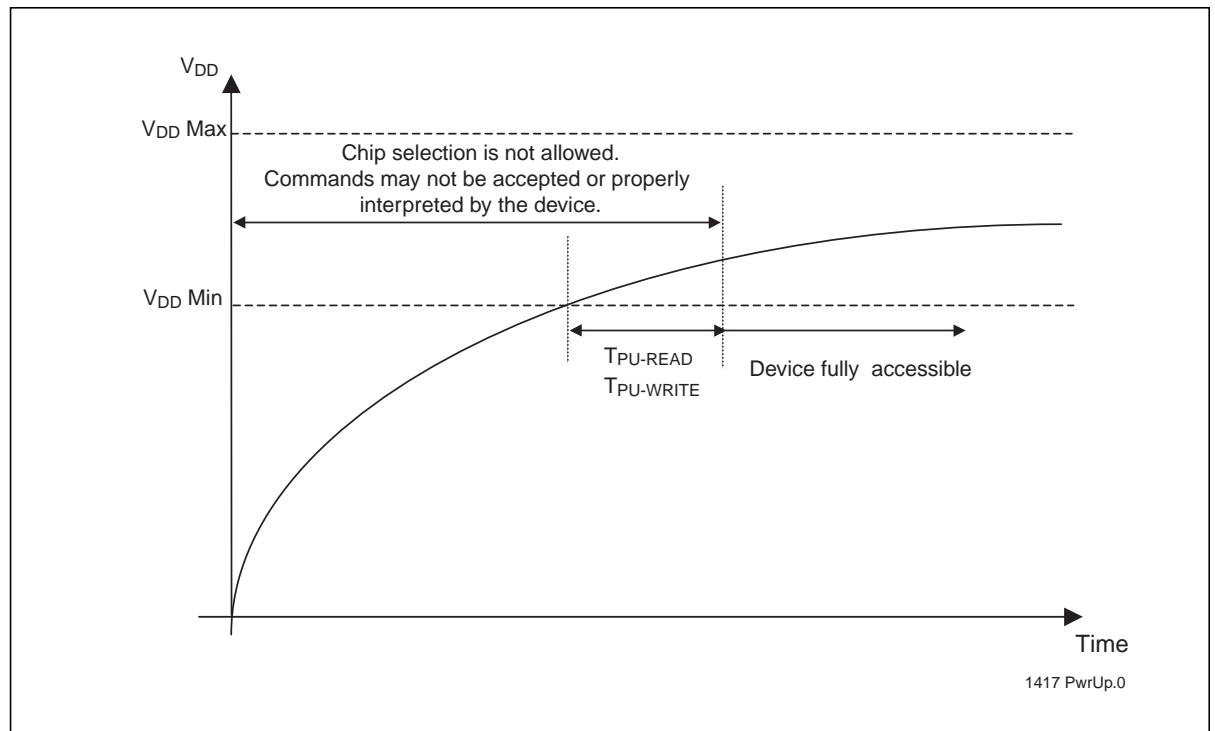 VDD
VDD Max
Chip selection is not allowed.
Commands may not be accepted or properly
interpreted by the device.
VDD Min
TPU-READ
TPU-WRITE
Device fully accessible
Time
1417 PwrUp.0